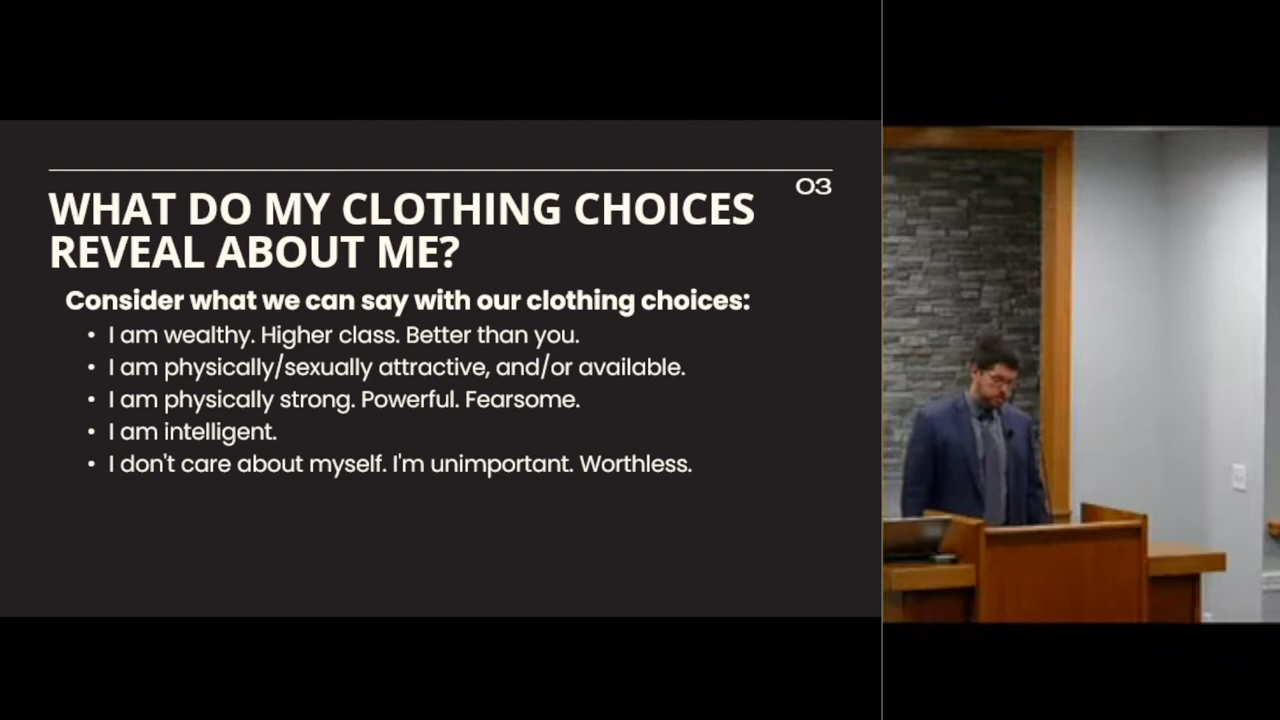 03
WHAT DO MY CLOTHING CHOICES
REVEAL ABOUT ME?
Consider what we can say with our clothing choices:
• I am wealthy. Higher class. Better than you.
• I am physically/sexually attractive, and/or available.
• I am physically strong. Powerful. Fearsome.
• I am intelligent.
• I don't care about myself. I'm unimportant. Worthless.